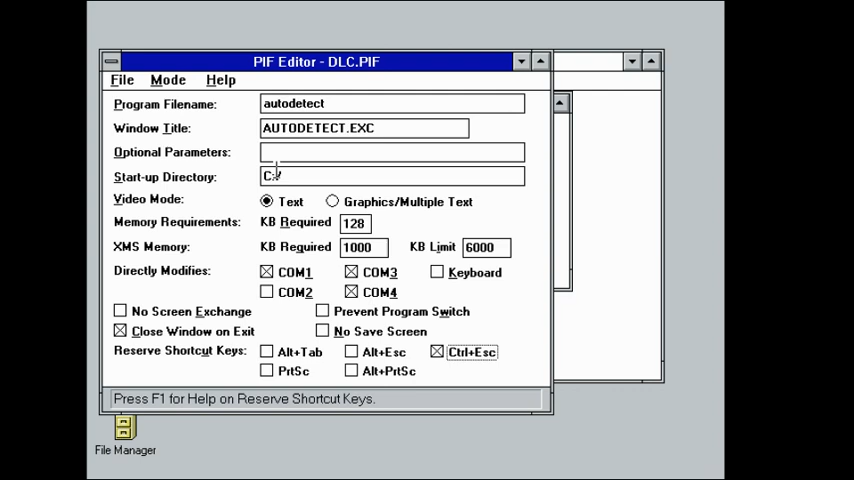 PIF Editor - DLC.PIF
File Mode Help
Program Filename: autodetect
Window Title: AUTODETECT.EXC
Optional Parameters:
Start-up Directory: C:/
Video Mode: Text Graphics/Multiple Text
Memory Requirements: KB Required 128
XMS Memory: KB Required 1000 KB Limit 6000
Directly Modifies: COM1 COM3 Keyboard
COM2 COM4
No Screen Exchange Prevent Program Switch
Close Window on Exit No Save Screen
Reserve Shortcut Keys: Alt+Tab Alt+Esc Ctrl+Esc
PrtSc Alt+PrtSc
Press F1 for Help on Reserve Shortcut Keys.
File Manager